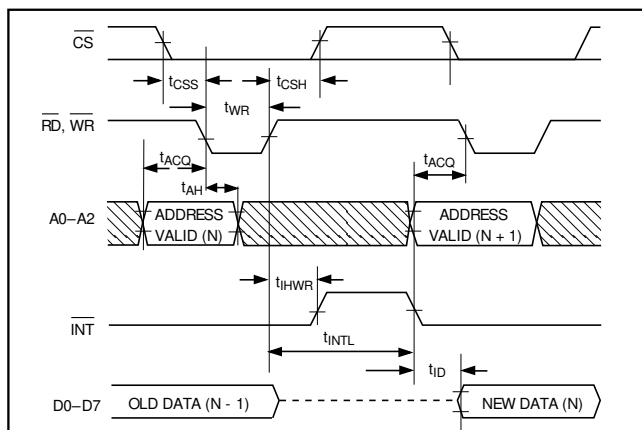 CS
tCSS
tCSH
tWR
RD, WR
tACQ
tACQ
tAH
A0–A2
ADDRESS
VALID (N)
ADDRESS
VALID (N + 1)
tIHWR
INT
tINTL
tID
D0–D7
OLD DATA (N - 1)
NEW DATA (N)